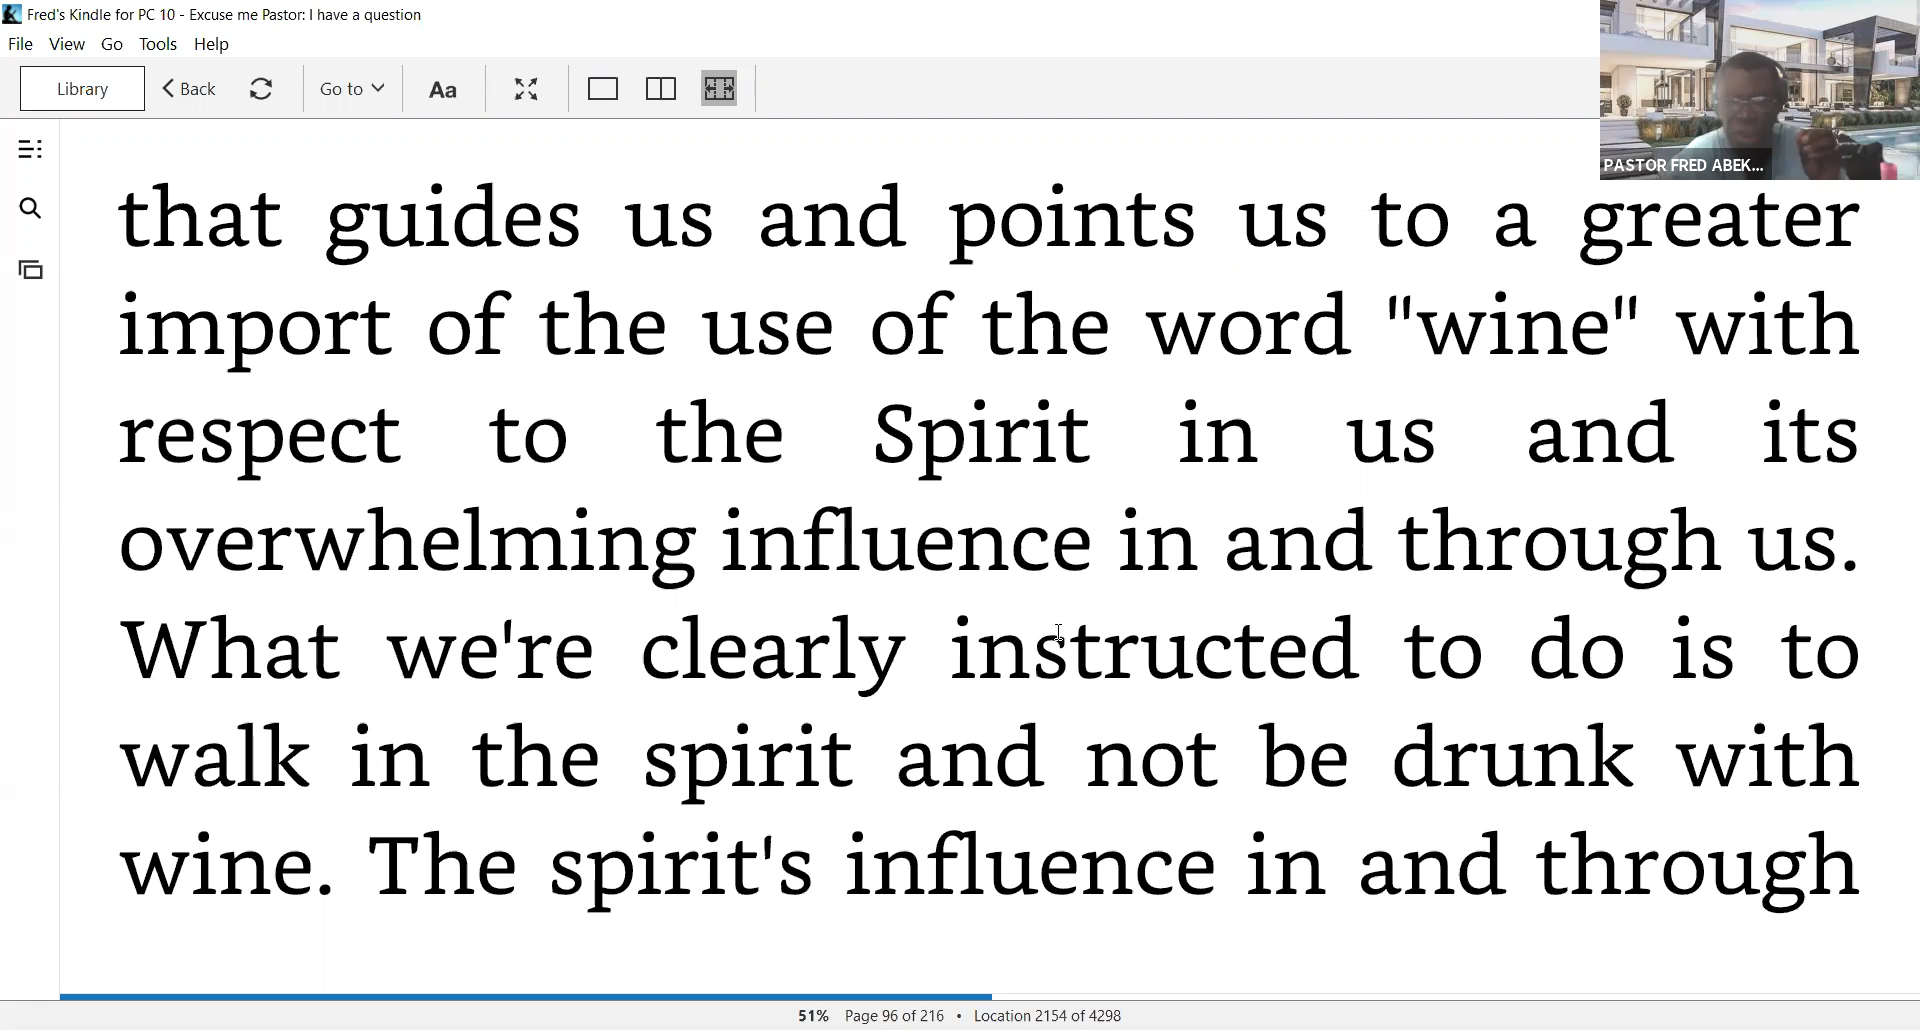 Fred's Kindle for PC 10 - Excuse me Pastor: I have a question
File View Go Tools Help
Library Back Go to Aa
PASTOR FRED ABEK...
that guides us and points us to a greater
import of the use of the word "wine" with
respect to the Spirit in us and its
overwhelming influence in and through us.
What we're clearly instructed to do is to
walk in the spirit and not be drunk with
wine. The spirit's influence in and through
51% Page 96 of 216 • Location 2154 of 4298